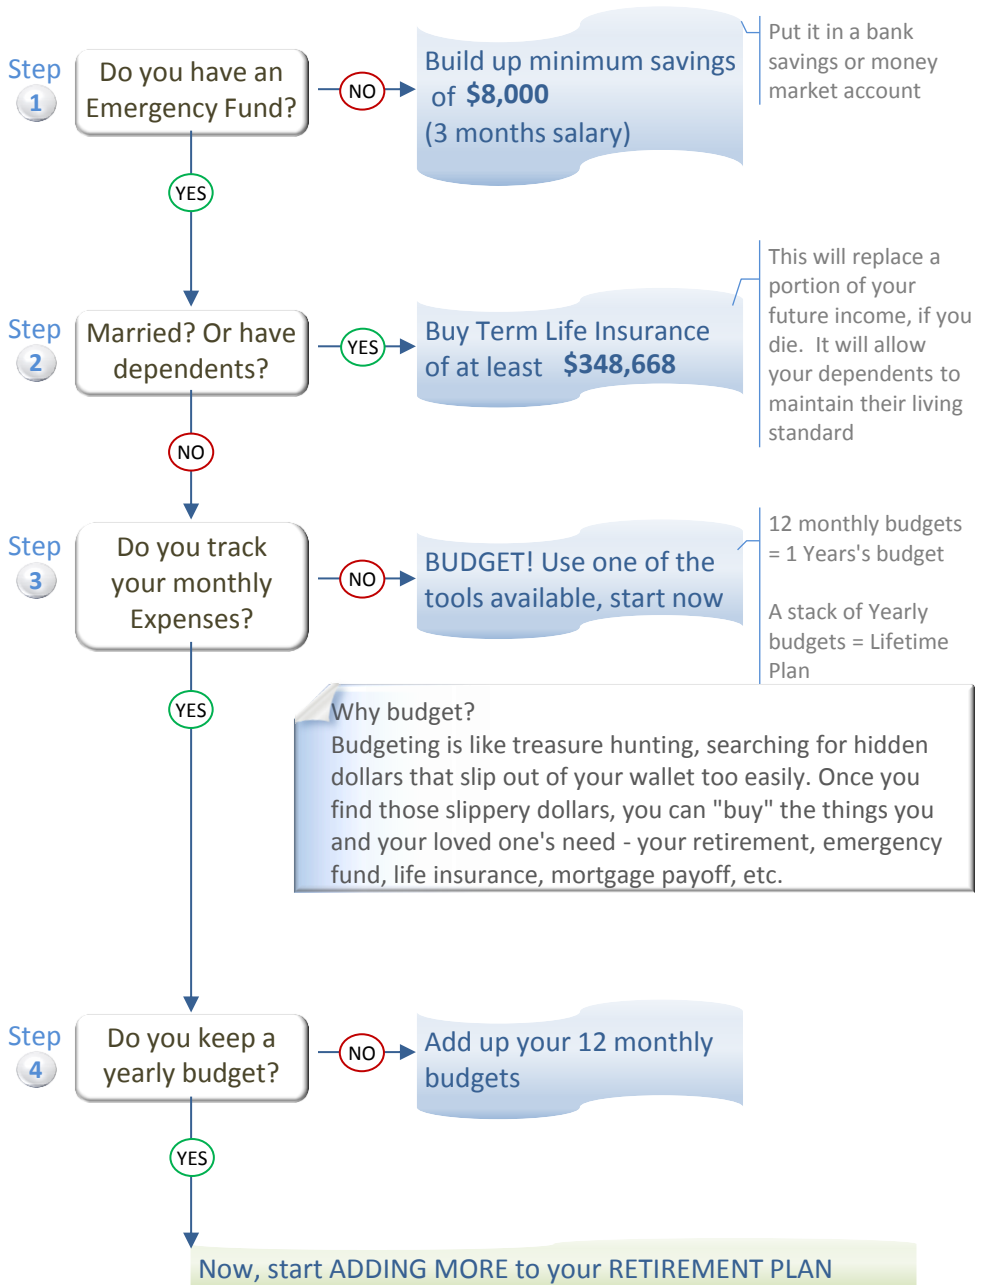 Step
1
Do you have an
Emergency Fund?
NO
Build up minimum savings
of $8,000
(3 months salary)
Put it in a bank
savings or money
market account
YES
Step
2
Married? Or have
dependents?
YES
Buy Term Life Insurance
of at least $348,668
This will replace a
portion of your
future income, if you
die. It will allow
your dependents to
maintain their living
standard
NO
Step
3
Do you track
your monthly
Expenses?
NO
BUDGET! Use one of the
tools available, start now
12 monthly budgets
= 1 Years's budget
A stack of Yearly
budgets = Lifetime
Plan
YES
Why budget?
Budgeting is like treasure hunting, searching for hidden
dollars that slip out of your wallet too easily. Once you
find those slippery dollars, you can "buy" the things you
and your loved one's need - your retirement, emergency
fund, life insurance, mortgage payoff, etc.
Step
4
Do you keep a
yearly budget?
NO
Add up your 12 monthly
budgets
YES
Now, start ADDING MORE to your RETIREMENT PLAN